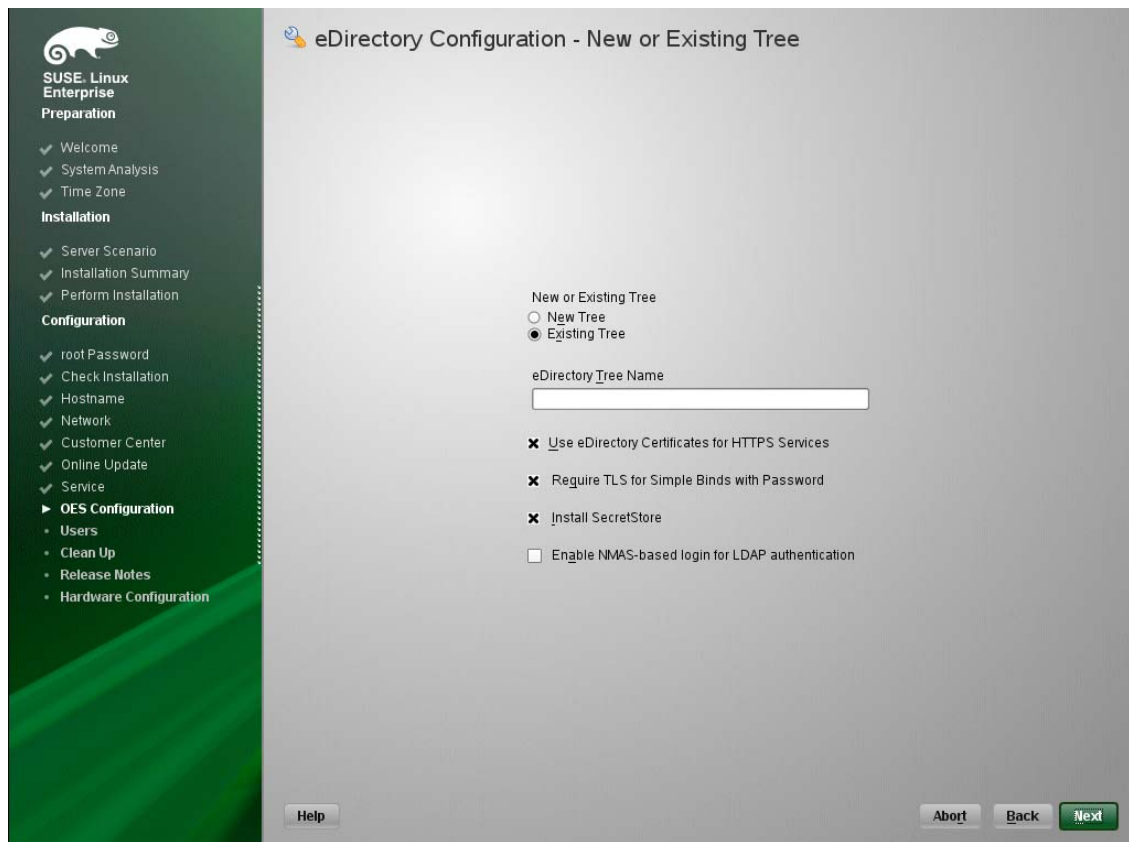 SUSE. Linux
Enterprise
Preparation
Welcome
System Analysis
Time Zone
Installation
Server Scenario
Installation Summary
Perform Installation
Configuration
root Password
Check Installation
Hostname
Network
Customer Center
Online Update
Service
OES Configuration
Users
Clean Up
Release Notes
Hardware Configuration
eDirectory Configuration - New or Existing Tree
New or Existing Tree
New Tree
Existing Tree
eDirectory Tree Name
Use eDirectory Certificates for HTTPS Services
Require TLS for Simple Binds with Password
Install SecretStore
Enable NMAS-based login for LDAP authentication
Help
Abort
Back
Next